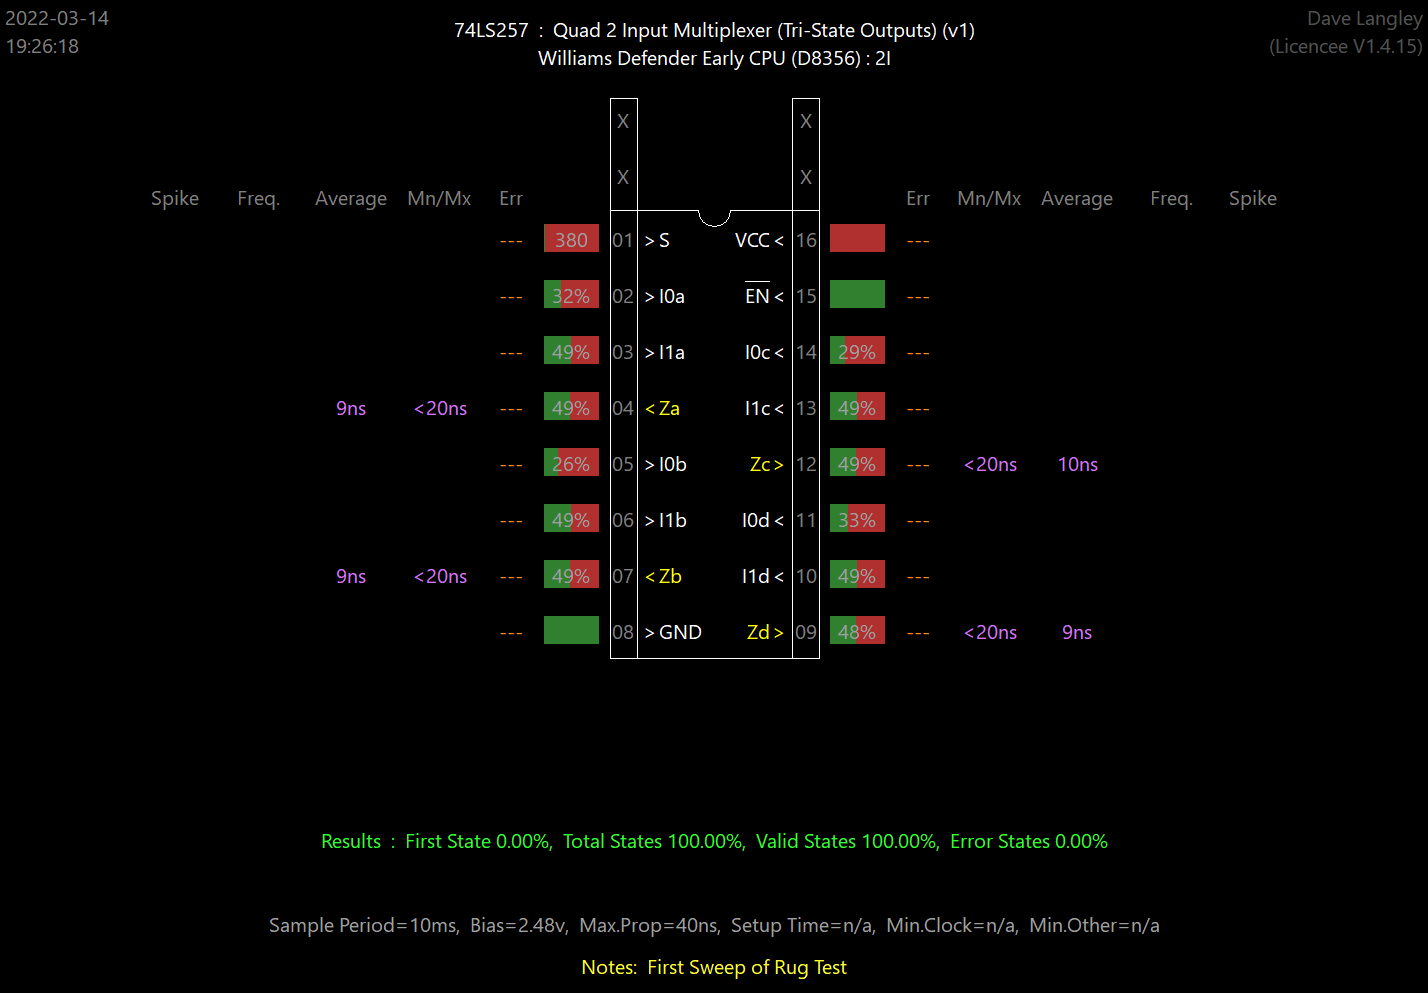 2022-03-14
19:26:18
74LS257 : Quad 2 Input Multiplexer (Tri-State Outputs) (v1)
Williams Defender Early CPU (D8356) : 2I
Dave Langley
(Licencee V1.4.15)
X X
X X
Spike Freq. Average Mn/Mx Err Err Mn/Mx Average Freq. Spike
--- 380 01 >S VCC< 16 ---
--- 32% 02 >I0a EN< 15 ---
--- 49% 03 >I1a I0c< 14 29% ---
9ns <20ns --- 49% 04 <Za I1c< 13 49% ---
--- 26% 05 >I0b Zc> 12 49% --- <20ns 10ns
--- 49% 06 >I1b I0d< 11 33% ---
9ns <20ns --- 49% 07 <Zb I1d< 10 49% ---
--- 08 >GND Zd> 09 48% --- <20ns 9ns
Results : First State 0.00%, Total States 100.00%, Valid States 100.00%, Error States 0.00%
Sample Period=10ms, Bias=2.48v, Max.Prop=40ns, Setup Time=n/a, Min.Clock=n/a, Min.Other=n/a
Notes: First Sweep of Rug Test